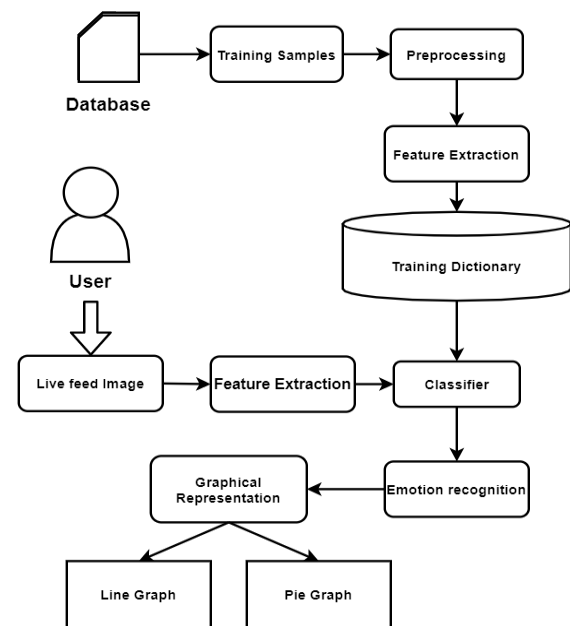 Training Samples
Preprocessing
Database
Feature Extraction
Training Dictionary
User
Live feed Image
Feature Extraction
Classifier
Graphical
Representation
Emotion recognition
Line Graph
Pie Graph